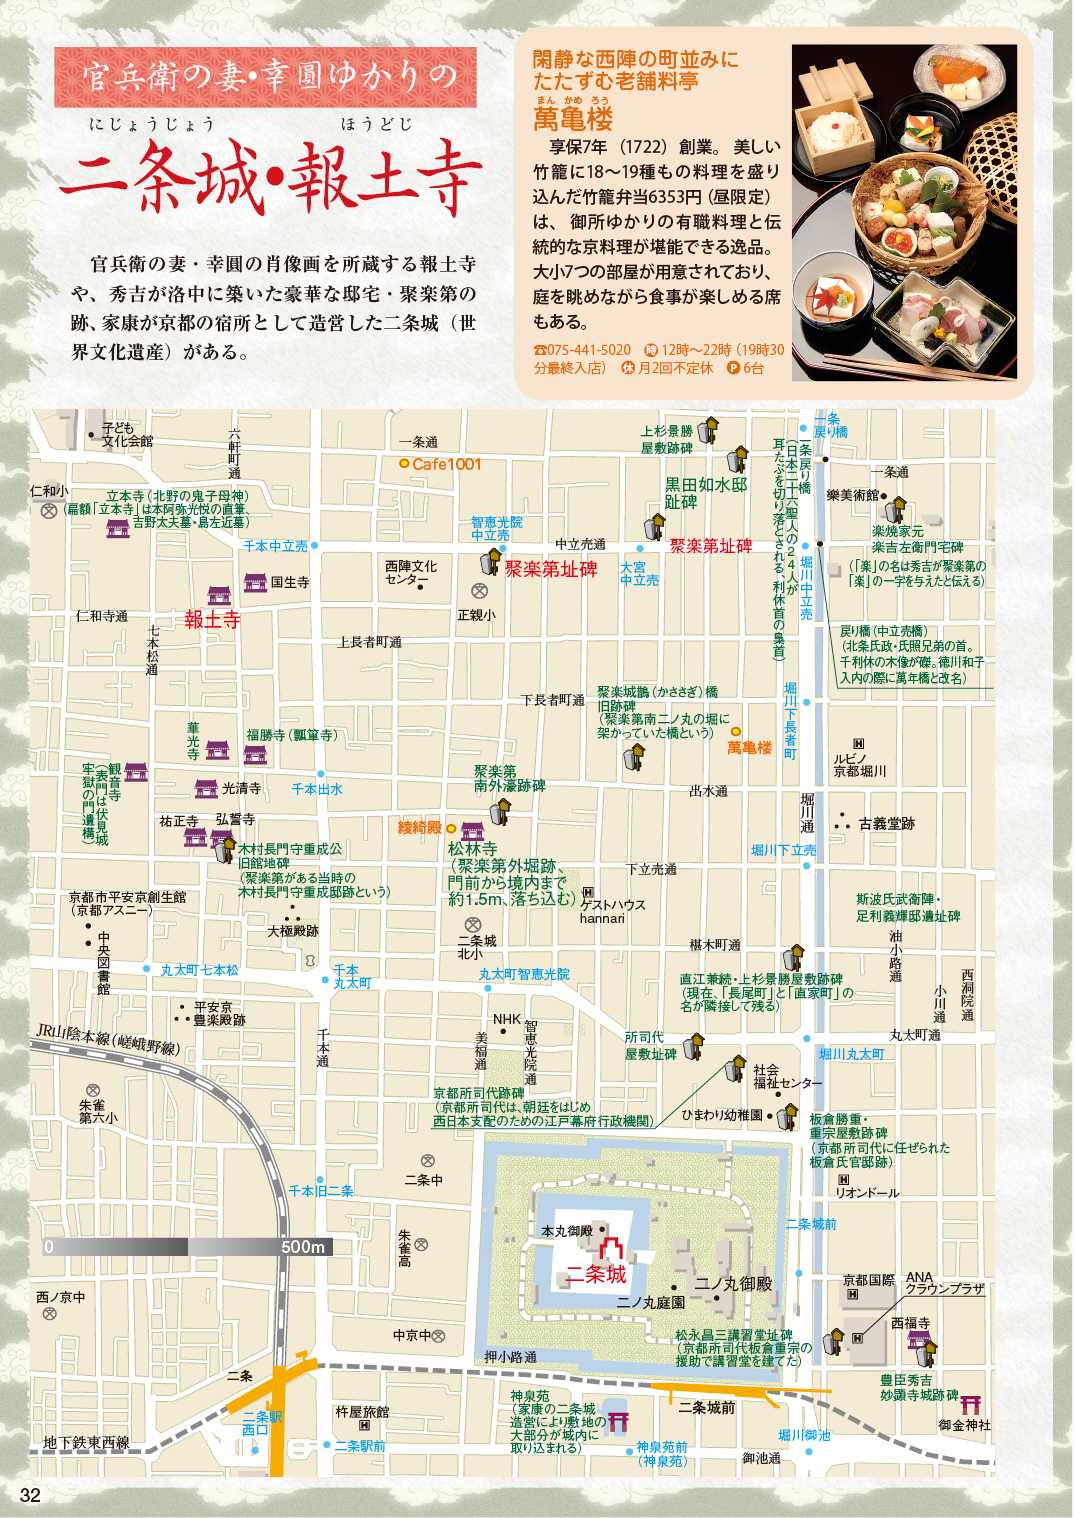 官兵衛の妻・幸圓ゆかりの
にじょうじょう ほうどじ
二条城・報土寺
官兵衛の妻・幸圓の肖像画を所蔵する報土寺
や、秀吉が洛中に築いた豪華な邸宅・聚楽第の
跡、家康が京都の宿所として造営した二条城（世
界文化遺産）がある。
閑静な西陣の町並みに
たたずむ老舗料亭
まん かめ ろう
萬亀楼
享保7年（1722）創業。美しい
竹籠に18〜19種もの料理を盛り
込んだ竹籠弁当6353円（昼限定）
は、御所ゆかりの有職料理と伝
統的な京料理が堪能できる逸品。
大小7つの部屋が用意されており、
庭を眺めながら食事が楽しめる席
もある。
☎075-441-5020 時 12時〜22時（19時30
分最終入店） 休 月2回不定休 P 6台
子ども
文化会館
六軒町通
一条通
Cafe1001
上杉景勝
屋敷跡碑
黒田如水邸
趾碑
一条
戻り橋
一条戻り橋
（日本二十六聖人の24人が
耳たぶを切り落とされる、利休首の梟首）
一条通
樂美術館
楽焼家元
楽吉左衛門宅碑
（「楽」の名は秀吉が聚楽第の
「楽」の一字を与えたと伝える）
仁和小
立本寺（北野の鬼子母神）
（扁額「立本寺」は本阿弥光悦の直筆、
吉野太夫墓・島左近墓）
千本中立売
智恵光院
中立売
中立売通
聚楽第址碑
聚楽第址碑
大宮
中立売
堀川中立売
西陣文化
センター
正親小
国生寺
報土寺
仁和寺通
七本松通
上長者町通
戻り橋（中立売橋）
（北条氏政・氏照兄弟の首。
千利休の木像が磔。徳川和子
入内の際に萬年橋と改名）
下長者町通
聚楽城鵲（かささぎ）橋
旧跡碑
（聚楽第南二ノ丸の堀に
架かっていた橋という）
萬亀楼
堀川下長者町
ルビノ
京都堀川
華光寺
福勝寺（瓢箪寺）
観音寺
（表門は伏見城
牢獄の門遺構）
光清寺
千本出水
聚楽第
南外濠跡碑
出水通
堀川通
古義堂跡
祐正寺
弘誓寺
綾綺殿
松林寺
（聚楽第外堀跡、
門前から境内まで
約1.5m、落ち込む）
木村長門守重成公
旧館地碑
（聚楽第がある当時の
木村長門守重成邸跡という）
堀川下立売
下立売通
ゲストハウス
hannari
京都市平安京創生館
（京都アスニー）
中央図書館
大極殿跡
二条城
北小
椹木町通
斯波氏武衛陣・
足利義輝邸遺址碑
油小路通
小川通
西洞院通
丸太町七本松
千本
丸太町
丸太町智恵光院
直江兼続・上杉景勝屋敷跡碑
（現在、「長尾町」と「直家町」の
名が隣接して残る）
平安京
豊楽殿跡
千本通
NHK
美福通
智恵光院通
所司代
屋敷址碑
丸太町通
堀川丸太町
JR山陰本線（嵯峨野線）
朱雀
第六小
京都所司代跡碑
（京都所司代は、朝廷をはじめ
西日本支配のための江戸幕府行政機関）
社会
福祉センター
ひまわり幼稚園
板倉勝重・
重宗屋敷跡碑
（京都所司代に任ぜられた
板倉氏官邸跡）
リオンドール
二条中
千本旧二条
朱雀高
0 500m
本丸御殿
二条城
二ノ丸御殿
二ノ丸庭園
二条城前
京都国際
ANA
クラウンプラザ
西ノ京中
中京中
押小路通
松永昌三講習堂址碑
（京都所司代板倉重宗の
援助で講習堂を建てた）
西福寺
豊臣秀吉
妙顕寺城跡碑
御金神社
二条
二条駅
西口
杵屋旅館
二条駅前
神泉苑
（家康の二条城
造営により敷地の
大部分が城内に
取り込まれる）
二条城前
神泉苑前
（神泉苑）
堀川御池
御池通
地下鉄東西線
32